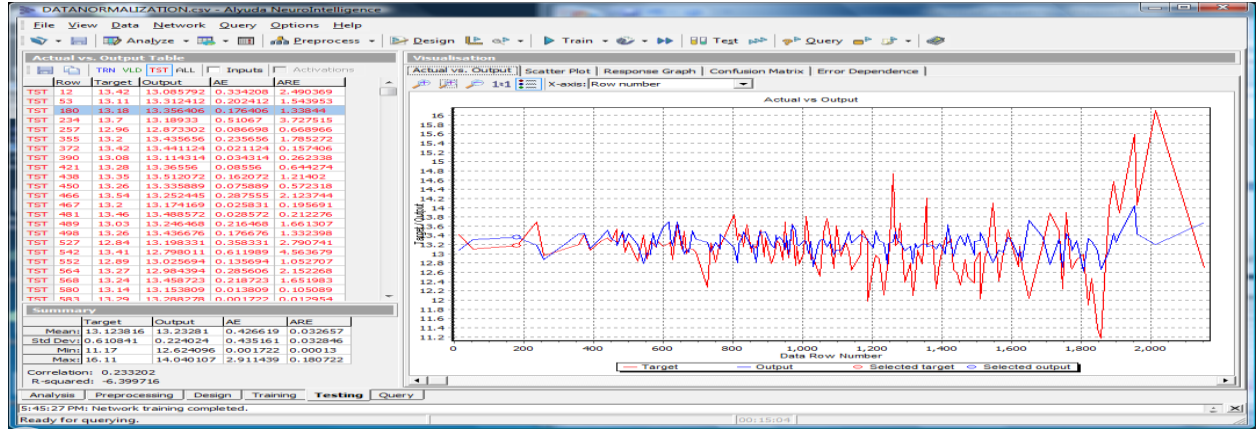 DATANORMALIZATION.csv - Alyuda NeuroIntelligence
File View Data Network Query Options Help
Analyze Preprocess Design Train Test Query
Actual vs. Output Table
TRN VLD TST ALL Inputs Activations
Row Target Output AE ARE
TST 12 13.42 13.085792 0.334208 2.490369
TST 53 13.11 13.312412 0.202412 1.543953
TST 180 13.18 13.356406 0.176406 1.33844
TST 234 13.7 13.18933 0.51067 3.727515
TST 257 12.96 12.873302 0.086698 0.668966
TST 355 13.2 13.435656 0.235656 1.785272
TST 372 13.42 13.441124 0.021124 0.157406
TST 390 13.08 13.114314 0.034314 0.262338
TST 421 13.28 13.36556 0.08556 0.644274
TST 438 13.35 13.512072 0.162072 1.21402
TST 450 13.26 13.335889 0.075889 0.572318
TST 466 13.54 13.252445 0.287555 2.123744
TST 467 13.2 13.174169 0.025831 0.195691
TST 481 13.46 13.488572 0.028572 0.212276
TST 489 13.03 13.246468 0.216468 1.661307
TST 498 13.26 13.436676 0.176676 1.332398
TST 527 12.84 13.198331 0.358331 2.790741
TST 542 13.41 12.798011 0.611989 4.563679
TST 552 12.89 13.025694 0.135694 1.052707
TST 564 13.27 12.984394 0.285606 2.152268
TST 568 13.24 13.458723 0.218723 1.651983
TST 580 13.14 13.153809 0.013809 0.105089
TST 583 13.29 13.288278 0.001722 0.012954
Summary
Target Output AE ARE
Mean: 13.123816 13.23281 0.426619 0.032657
Std Dev: 0.610841 0.224024 0.435161 0.032846
Min: 11.17 12.624096 0.001722 0.00013
Max: 16.11 14.040107 2.911439 0.180722
Correlation: 0.233202
R-squared: -6.399716
Visualisation
Actual vs. Output Scatter Plot Response Graph Confusion Matrix Error Dependence
1:1 X-axis: Row number
Actual vs Output
Target / Output
16
15.8
15.6
15.4
15.2
15
14.8
14.6
14.4
14.2
14
13.8
13.6
13.4
13.2
13
12.8
12.6
12.4
12.2
12
11.8
11.6
11.4
11.2
0 200 400 600 800 1,000 1,200 1,400 1,600 1,800 2,000
Data Row Number
Target Output Selected target Selected output
Analysis Preprocessing Design Training Testing Query
5:45:27 PM: Network training completed.
Ready for querying.
00:15:04